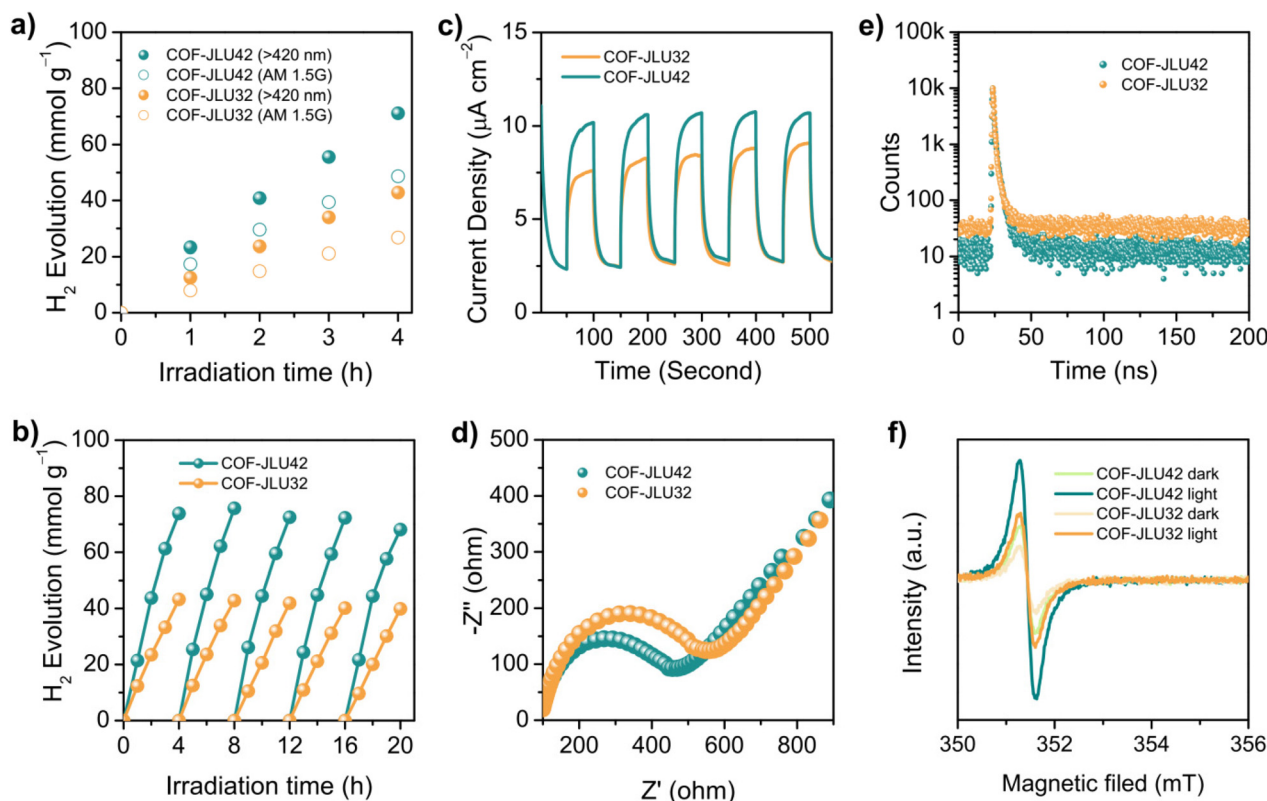 a)
H₂ Evolution (mmol g⁻¹)
100
80
60
40
20
0
0 1 2 3 4
Irradiation time (h)
COF-JLU42 (>420 nm)
COF-JLU42 (AM 1.5G)
COF-JLU32 (>420 nm)
COF-JLU32 (AM 1.5G)
c)
Current Density (μA cm⁻²)
15
10
5
0
100 200 300 400 500
Time (Second)
COF-JLU32
COF-JLU42
e)
Counts
100k
10k
1k
100
10
1
0 50 100 150 200
Time (ns)
COF-JLU42
COF-JLU32
b)
H₂ Evolution (mmol g⁻¹)
100
80
60
40
20
0
0 4 8 12 16 20
Irradiation time (h)
COF-JLU42
COF-JLU32
d)
-Z" (ohm)
500
400
300
200
100
0
200 400 600 800
Z' (ohm)
COF-JLU42
COF-JLU32
f)
Intensity (a.u.)
350 352 354 356
Magnetic filed (mT)
COF-JLU42 dark
COF-JLU42 light
COF-JLU32 dark
COF-JLU32 light